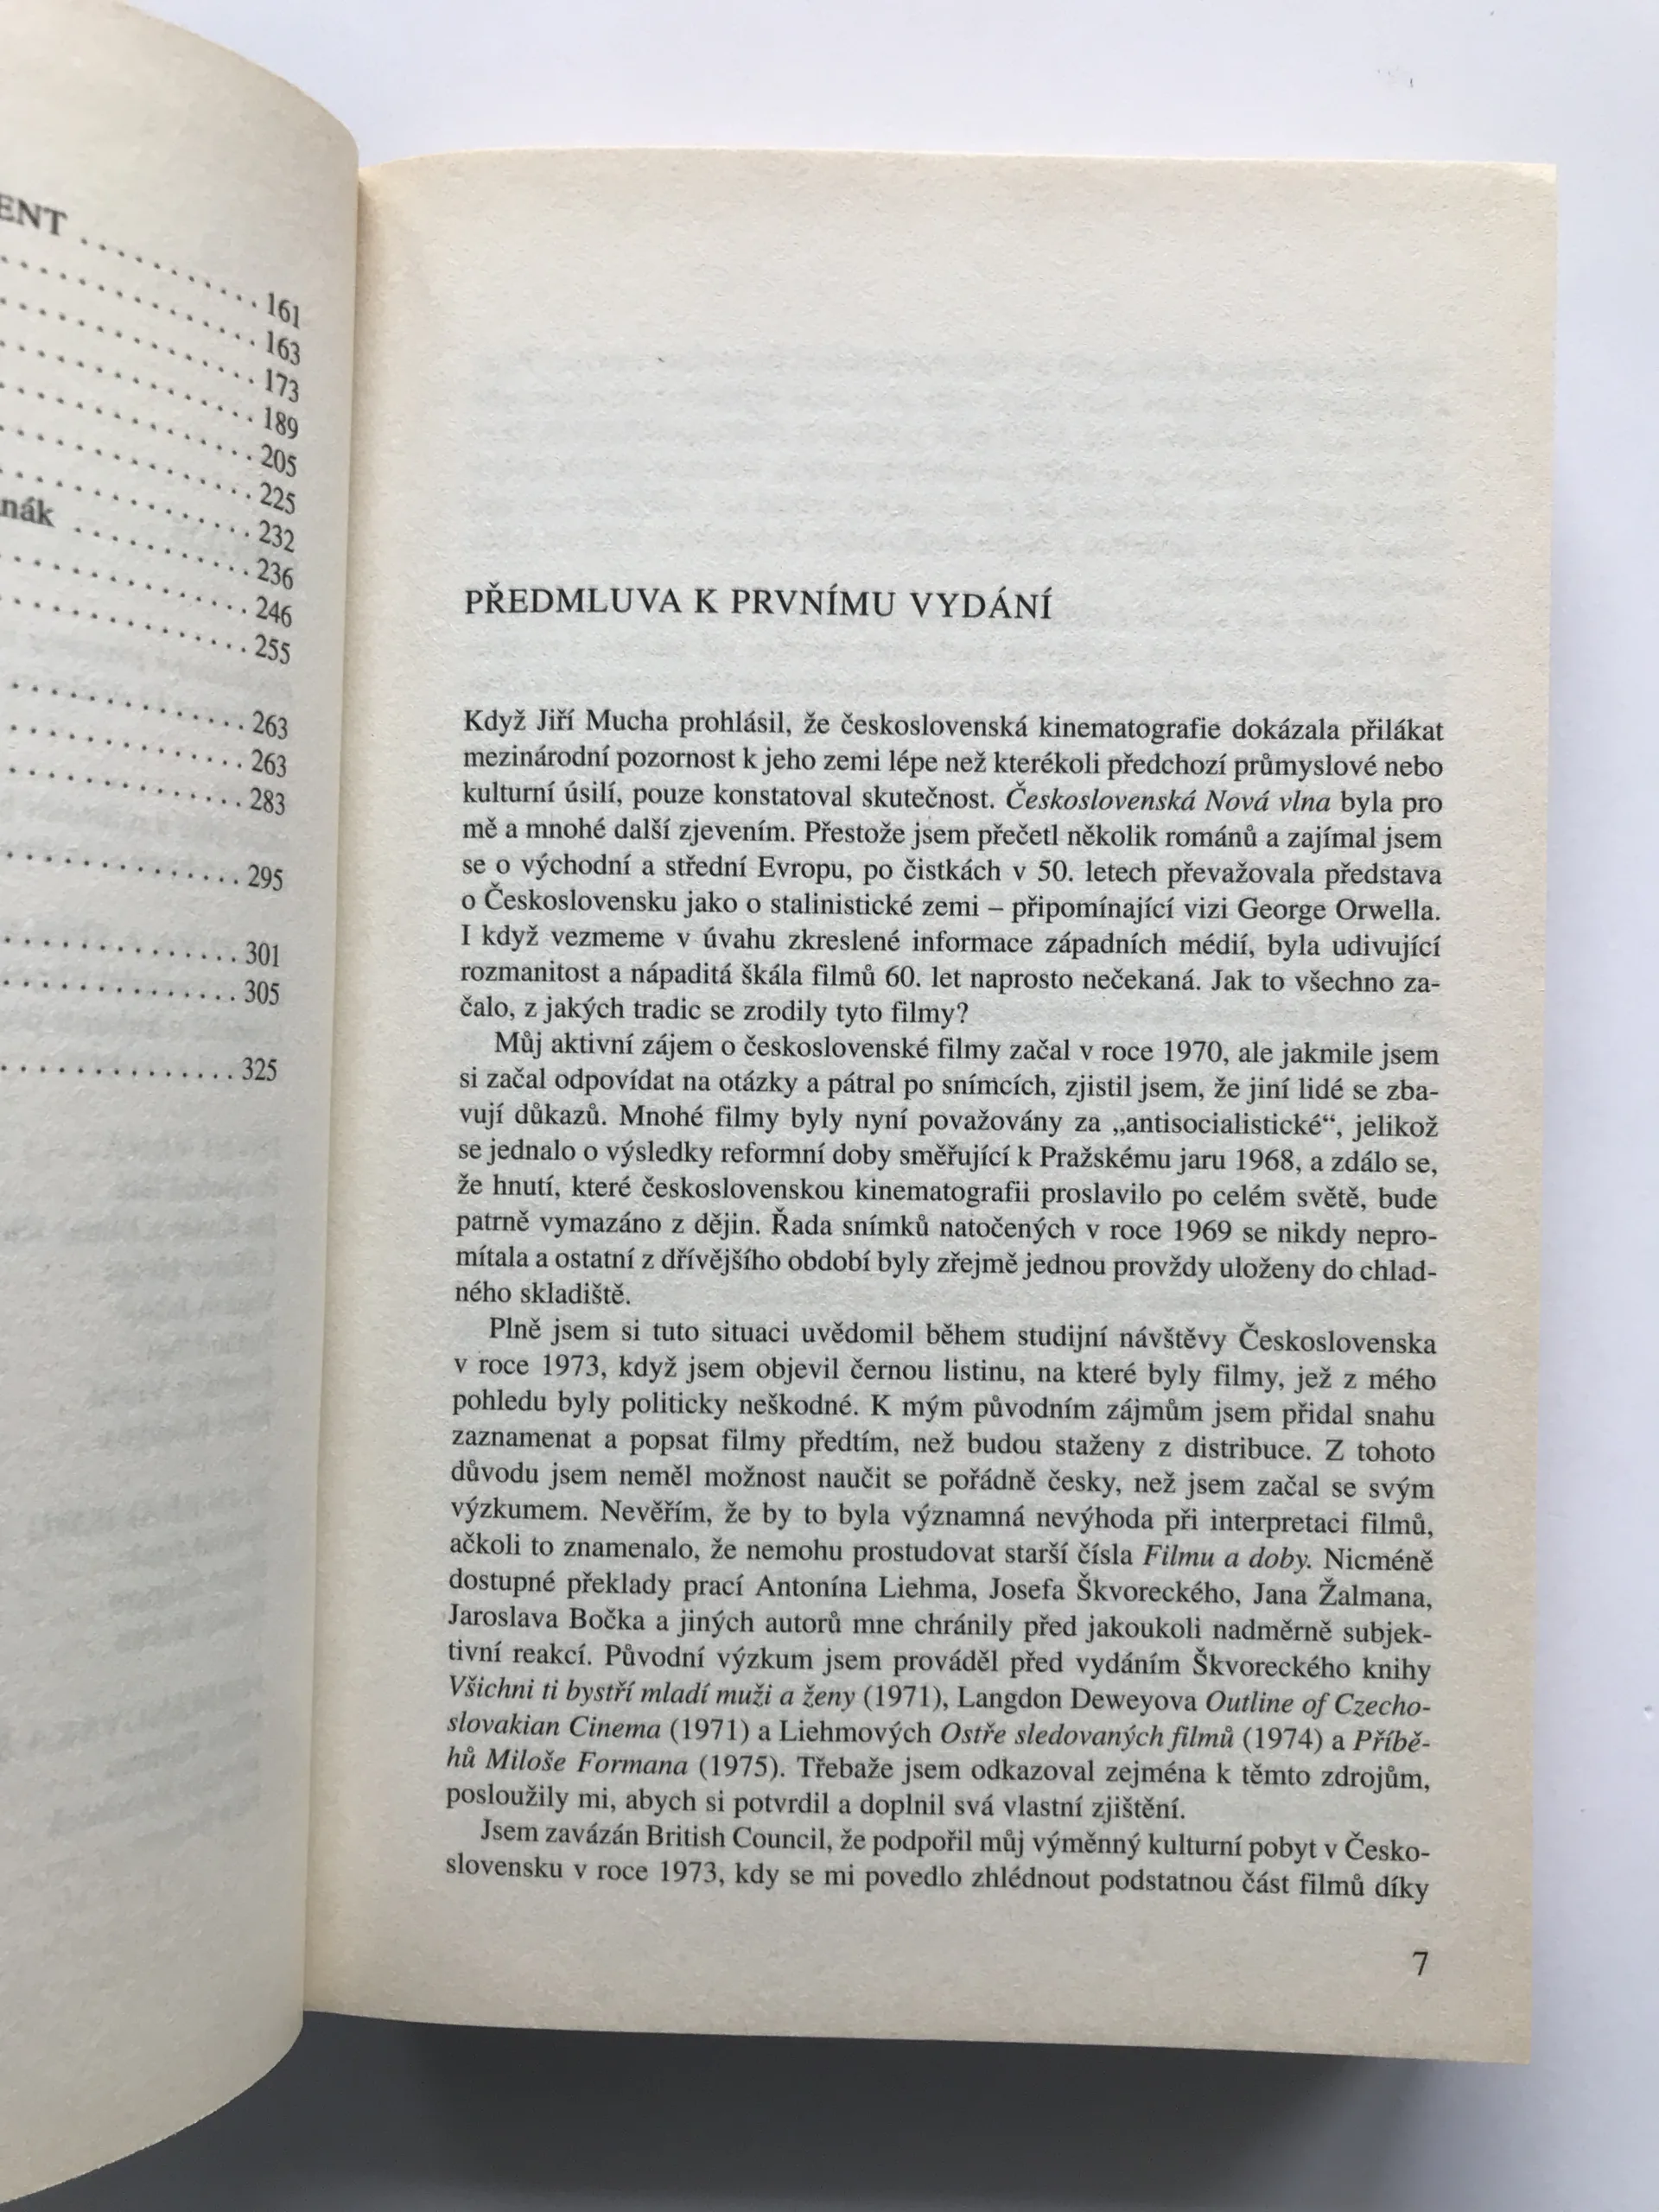 ENT
161
163
173
189
205
225
232
nák
236
246
255
263
263
283
295
301
305
325
PŘEDMLUVA K PRVNÍMU VYDÁNÍ
Když Jiří Mucha prohlásil, že československá kinematografie dokázala přilákat
mezinárodní pozornost k jeho zemi lépe než kterékoli předchozí průmyslové nebo
kulturní úsilí, pouze konstatoval skutečnost. Československá Nová vlna byla pro
mě a mnohé další zjevením. Přestože jsem přečetl několik románů a zajímal jsem
se o východní a střední Evropu, po čistkách v 50. letech převažovala představa
o Československu jako o stalinistické zemi – připomínající vizi George Orwella.
I když vezmeme v úvahu zkreslené informace západních médií, byla udivující
rozmanitost a nápaditá škála filmů 60. let naprosto nečekaná. Jak to všechno za-
čalo, z jakých tradic se zrodily tyto filmy?
Můj aktivní zájem o československé filmy začal v roce 1970, ale jakmile jsem
si začal odpovídat na otázky a pátral po snímcích, zjistil jsem, že jiní lidé se zba-
vují důkazů. Mnohé filmy byly nyní považovány za „antisocialistické“, jelikož
se jednalo o výsledky reformní doby směřující k Pražskému jaru 1968, a zdálo se,
že hnutí, které československou kinematografii proslavilo po celém světě, bude
patrně vymazáno z dějin. Řada snímků natočených v roce 1969 se nikdy nepro-
mítala a ostatní z dřívějšího období byly zřejmě jednou provždy uloženy do chlad-
ného skladiště.
Plně jsem si tuto situaci uvědomil během studijní návštěvy Československa
v roce 1973, když jsem objevil černou listinu, na které byly filmy, jež z mého
pohledu byly politicky neškodné. K mým původním zájmům jsem přidal snahu
zaznamenat a popsat filmy předtím, než budou staženy z distribuce. Z tohoto
důvodu jsem neměl možnost naučit se pořádně česky, než jsem začal se svým
výzkumem. Nevěřím, že by to byla významná nevýhoda při interpretaci filmů,
ačkoli to znamenalo, že nemohu prostudovat starší čísla Filmu a doby. Nicméně
dostupné překlady prací Antonína Liehma, Josefa Škvoreckého, Jana Žalmana,
Jaroslava Bočka a jiných autorů mne chránily před jakoukoli nadměrně subjek-
tivní reakcí. Původní výzkum jsem prováděl před vydáním Škvoreckého knihy
Všichni ti bystří mladí muži a ženy (1971), Langdon Deweyova Outline of Czecho-
slovakian Cinema (1971) a Liehmových Ostře sledovaných filmů (1974) a Příbě-
hů Miloše Formana (1975). Třebaže jsem odkazoval zejména k těmto zdrojům,
posloužily mi, abych si potvrdil a doplnil svá vlastní zjištění.
Jsem zavázán British Council, že podpořil můj výměnný kulturní pobyt v Česko-
slovensku v roce 1973, kdy se mi povedlo zhlédnout podstatnou část filmů díky
7